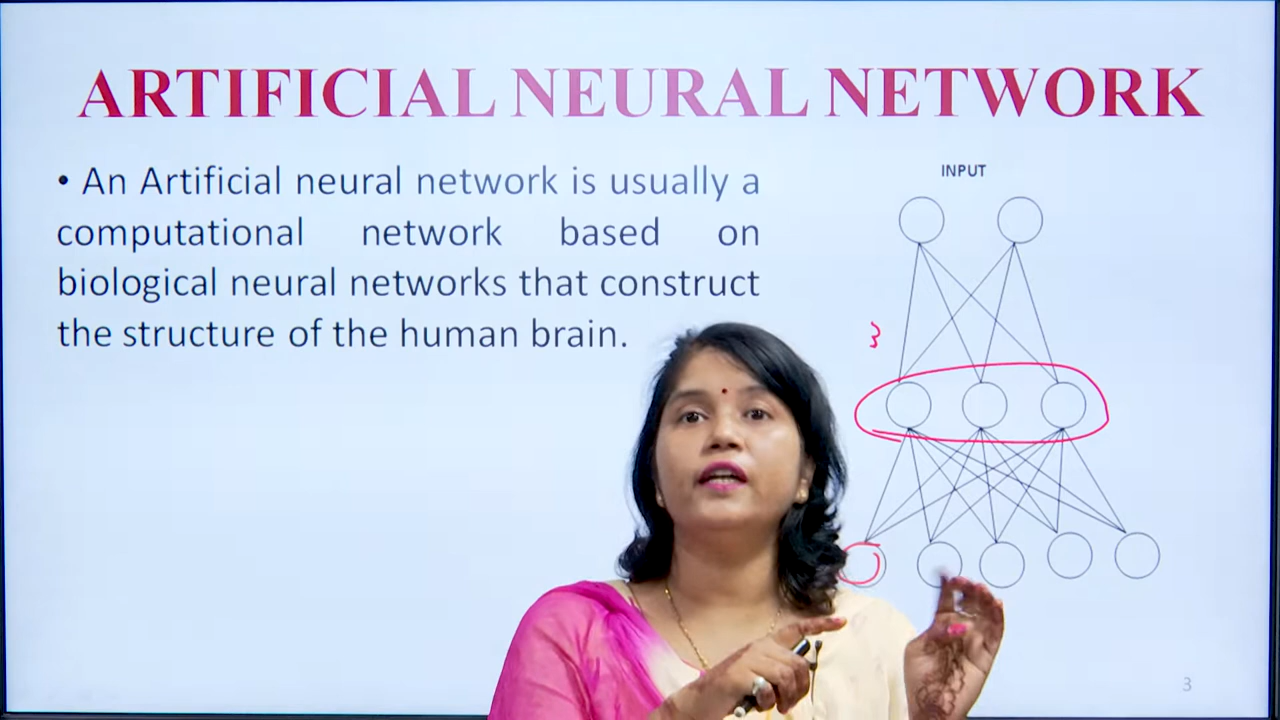 ARTIFICIAL NEURAL NETWORK
• An Artificial neural network is usually a
computational network based on
biological neural networks that construct
the structure of the human brain.
INPUT
3